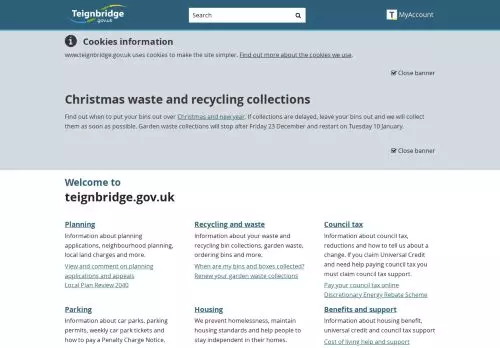 Teignbridge
gov.uk
Search
T MyAccount
Cookies information
www.teignbridge.gov.uk uses cookies to make the site simpler. Find out more about the cookies we use.
Close banner
Christmas waste and recycling collections
Find out when to put your bins out over Christmas and new year. If collections are delayed, leave your bins out and we will collect
them as soon as possible. Garden waste collections will stop after Friday 23 December and restart on Tuesday 10 January.
Close banner
Welcome to
teignbridge.gov.uk
Planning
Information about planning
applications, neighbourhood planning,
local land charges and more.
View and comment on planning
applications and appeals
Local Plan Review 2040
Recycling and waste
Information about your waste and
recycling bin collections, garden waste,
ordering bins and more.
When are my bins and boxes collected?
Renew your garden waste collections
Council tax
Information about council tax,
reductions and how to tell us about a
change. If you claim Universal Credit
and need help paying council tax you
must claim council tax support.
Pay your council tax online
Discretionary Energy Rebate Scheme
Parking
Information about car parks, parking
permits, weekly car park tickets and
how to pay a Penalty Charge Notice.
Housing
We prevent homelessness, maintain
housing standards and help people to
stay independent in their homes.
Benefits and support
Information about housing benefit,
universal credit and council tax support
Cost of living help and support